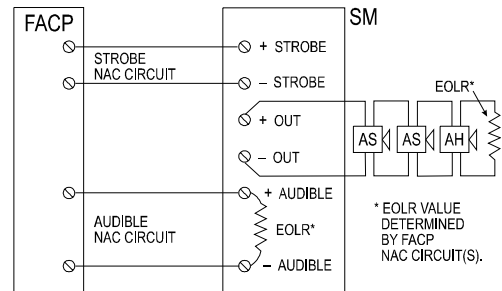 FACP
SM
STROBE
NAC CIRCUIT
+ STROBE
– STROBE
+ OUT
– OUT
EOLR*
AS
AS
AH
AUDIBLE
NAC CIRCUIT
+ AUDIBLE
EOLR*
– AUDIBLE
* EOLR VALUE
DETERMINED
BY FACP
NAC CIRCUIT(S).